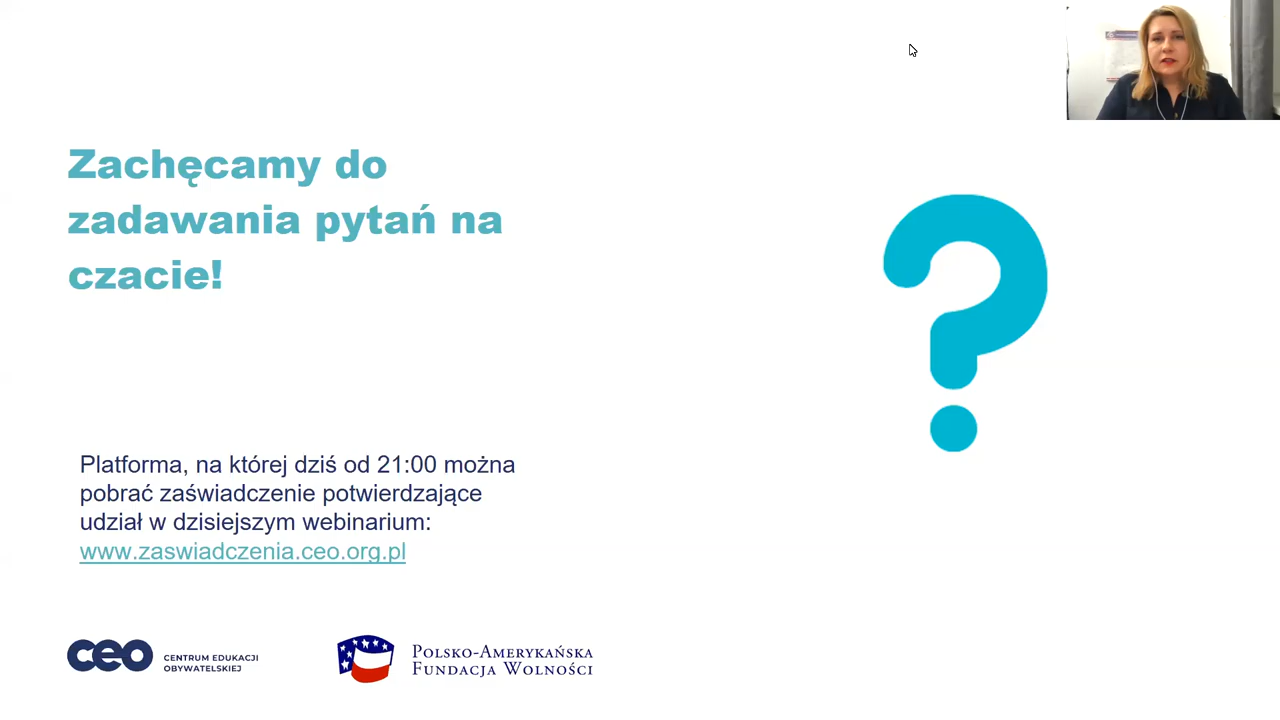 Zachęcamy do
zadawania pytań na
czacie!
Platforma, na której dziś od 21:00 można
pobrać zaświadczenie potwierdzające
udział w dzisiejszym webinarium:
www.zaswiadczenia.ceo.org.pl
ceo
CENTRUM EDUKACJI
OBYWATELSKIEJ
POLSKO-AMERYKAŃSKA
FUNDACJA WOLNOŚCI